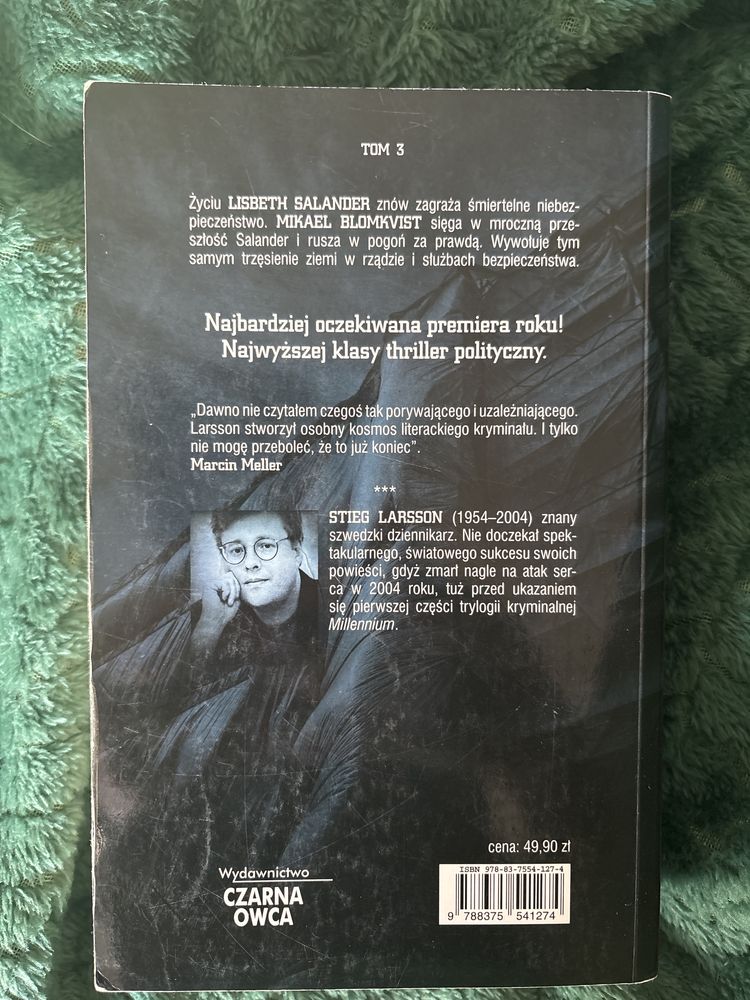 TOM 3
Życiu LISBETH SALANDER znów zagraża śmiertelne niebez-
pieczeństwo. MIKAEL BLOMKVIST sięga w mroczną prze-
szłość Salander i rusza w pogoń za prawdą. Wywołuje tym
samym trzęsienie ziemi w rządzie i służbach bezpieczeństwa.
Najbardziej oczekiwana premiera roku!
Najwyższej klasy thriller polityczny.
„Dawno nie czytałem czegoś tak porywającego i uzależniającego.
Larsson stworzył osobny kosmos literackiego kryminału. I tylko
nie mogę przeboleć, że to już koniec”.
Marcin Meller
***
STIEG LARSSON (1954–2004) znany
szwedzki dziennikarz. Nie doczekał spek-
takularnego, światowego sukcesu swoich
powieści, gdyż zmarł nagle na atak ser-
ca w 2004 roku, tuż przed ukazaniem
się pierwszej części trylogii kryminalnej
Millennium.
cena: 49,90 zł
ISBN 978-83-7554-127-4
9 788375 541274
Wydawnictwo
CZARNA
OWCA